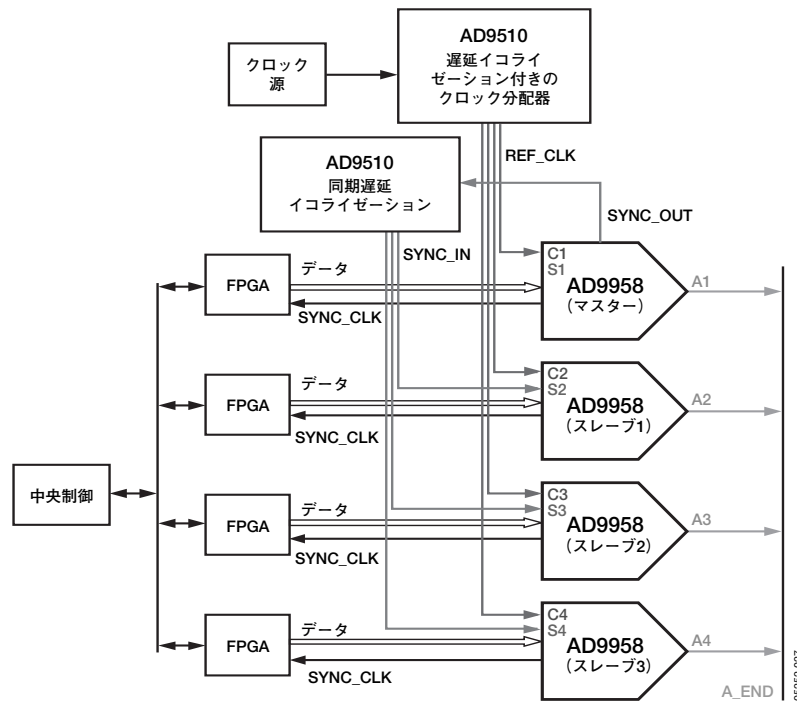 AD9510
遅延イコライ
ゼーション付きの
クロック分配器
クロック
源
REF_CLK
AD9510
同期遅延
イコライゼーション
SYNC_OUT
SYNC_IN
C1
S1
データ
FPGA
AD9958
(マスター)
A1
SYNC_CLK
C2
S2
データ
FPGA
AD9958
(スレーブ1)
A2
SYNC_CLK
中央制御
C3
S3
データ
FPGA
AD9958
(スレーブ2)
A3
SYNC_CLK
C4
S4
データ
FPGA
AD9958
(スレーブ3)
A4
SYNC_CLK
A_END